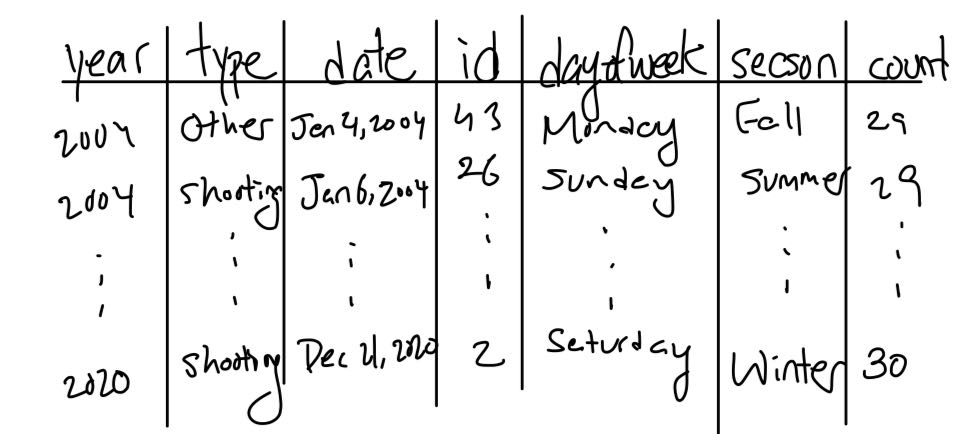 year type date id dayofweek season count
2004 Other Jan 4, 2004 43 Monday Fall 29
2004 shooting Jan 6, 2004 26 Sunday Summer 29
2020 shooting Dec 21, 2020 2 Saturday Winter 30